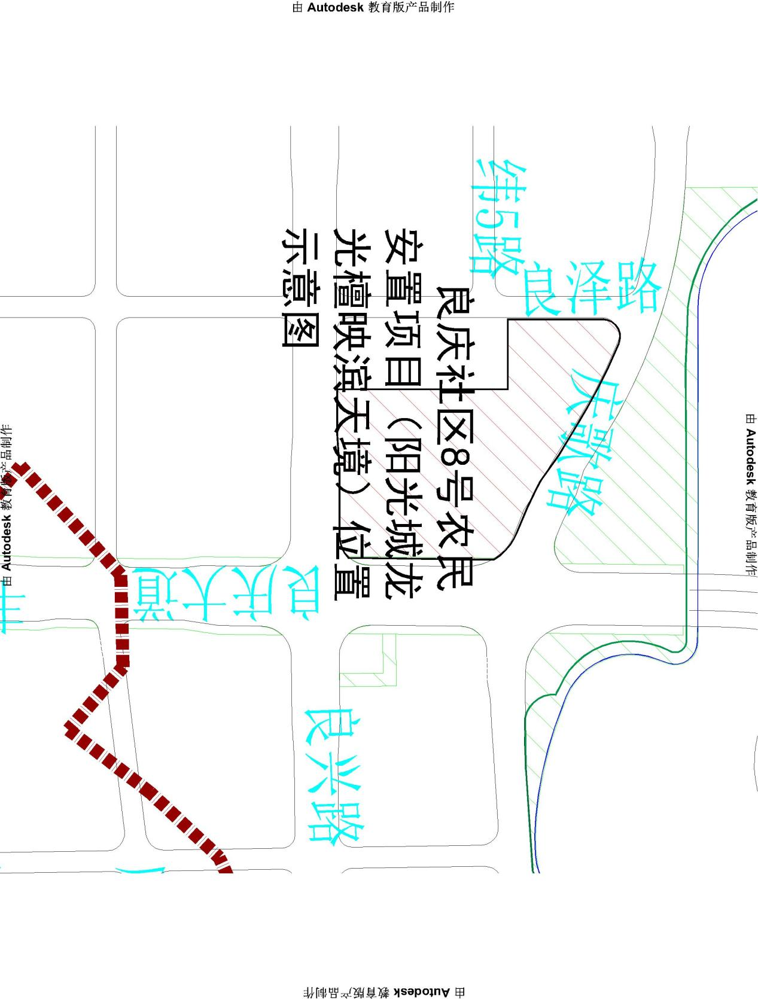 由 Autodesk 教育版产品制作
纬5路
良泽路
良庆社区8号农民
安置项目（阳光城龙
光檀映滨天境）位置
示意图
庆歌路
由 Autodesk 教育版产品制作
由 Autodesk 教育版产品制作
良庆大道
良兴路
由 Autodesk 教育版产品制作